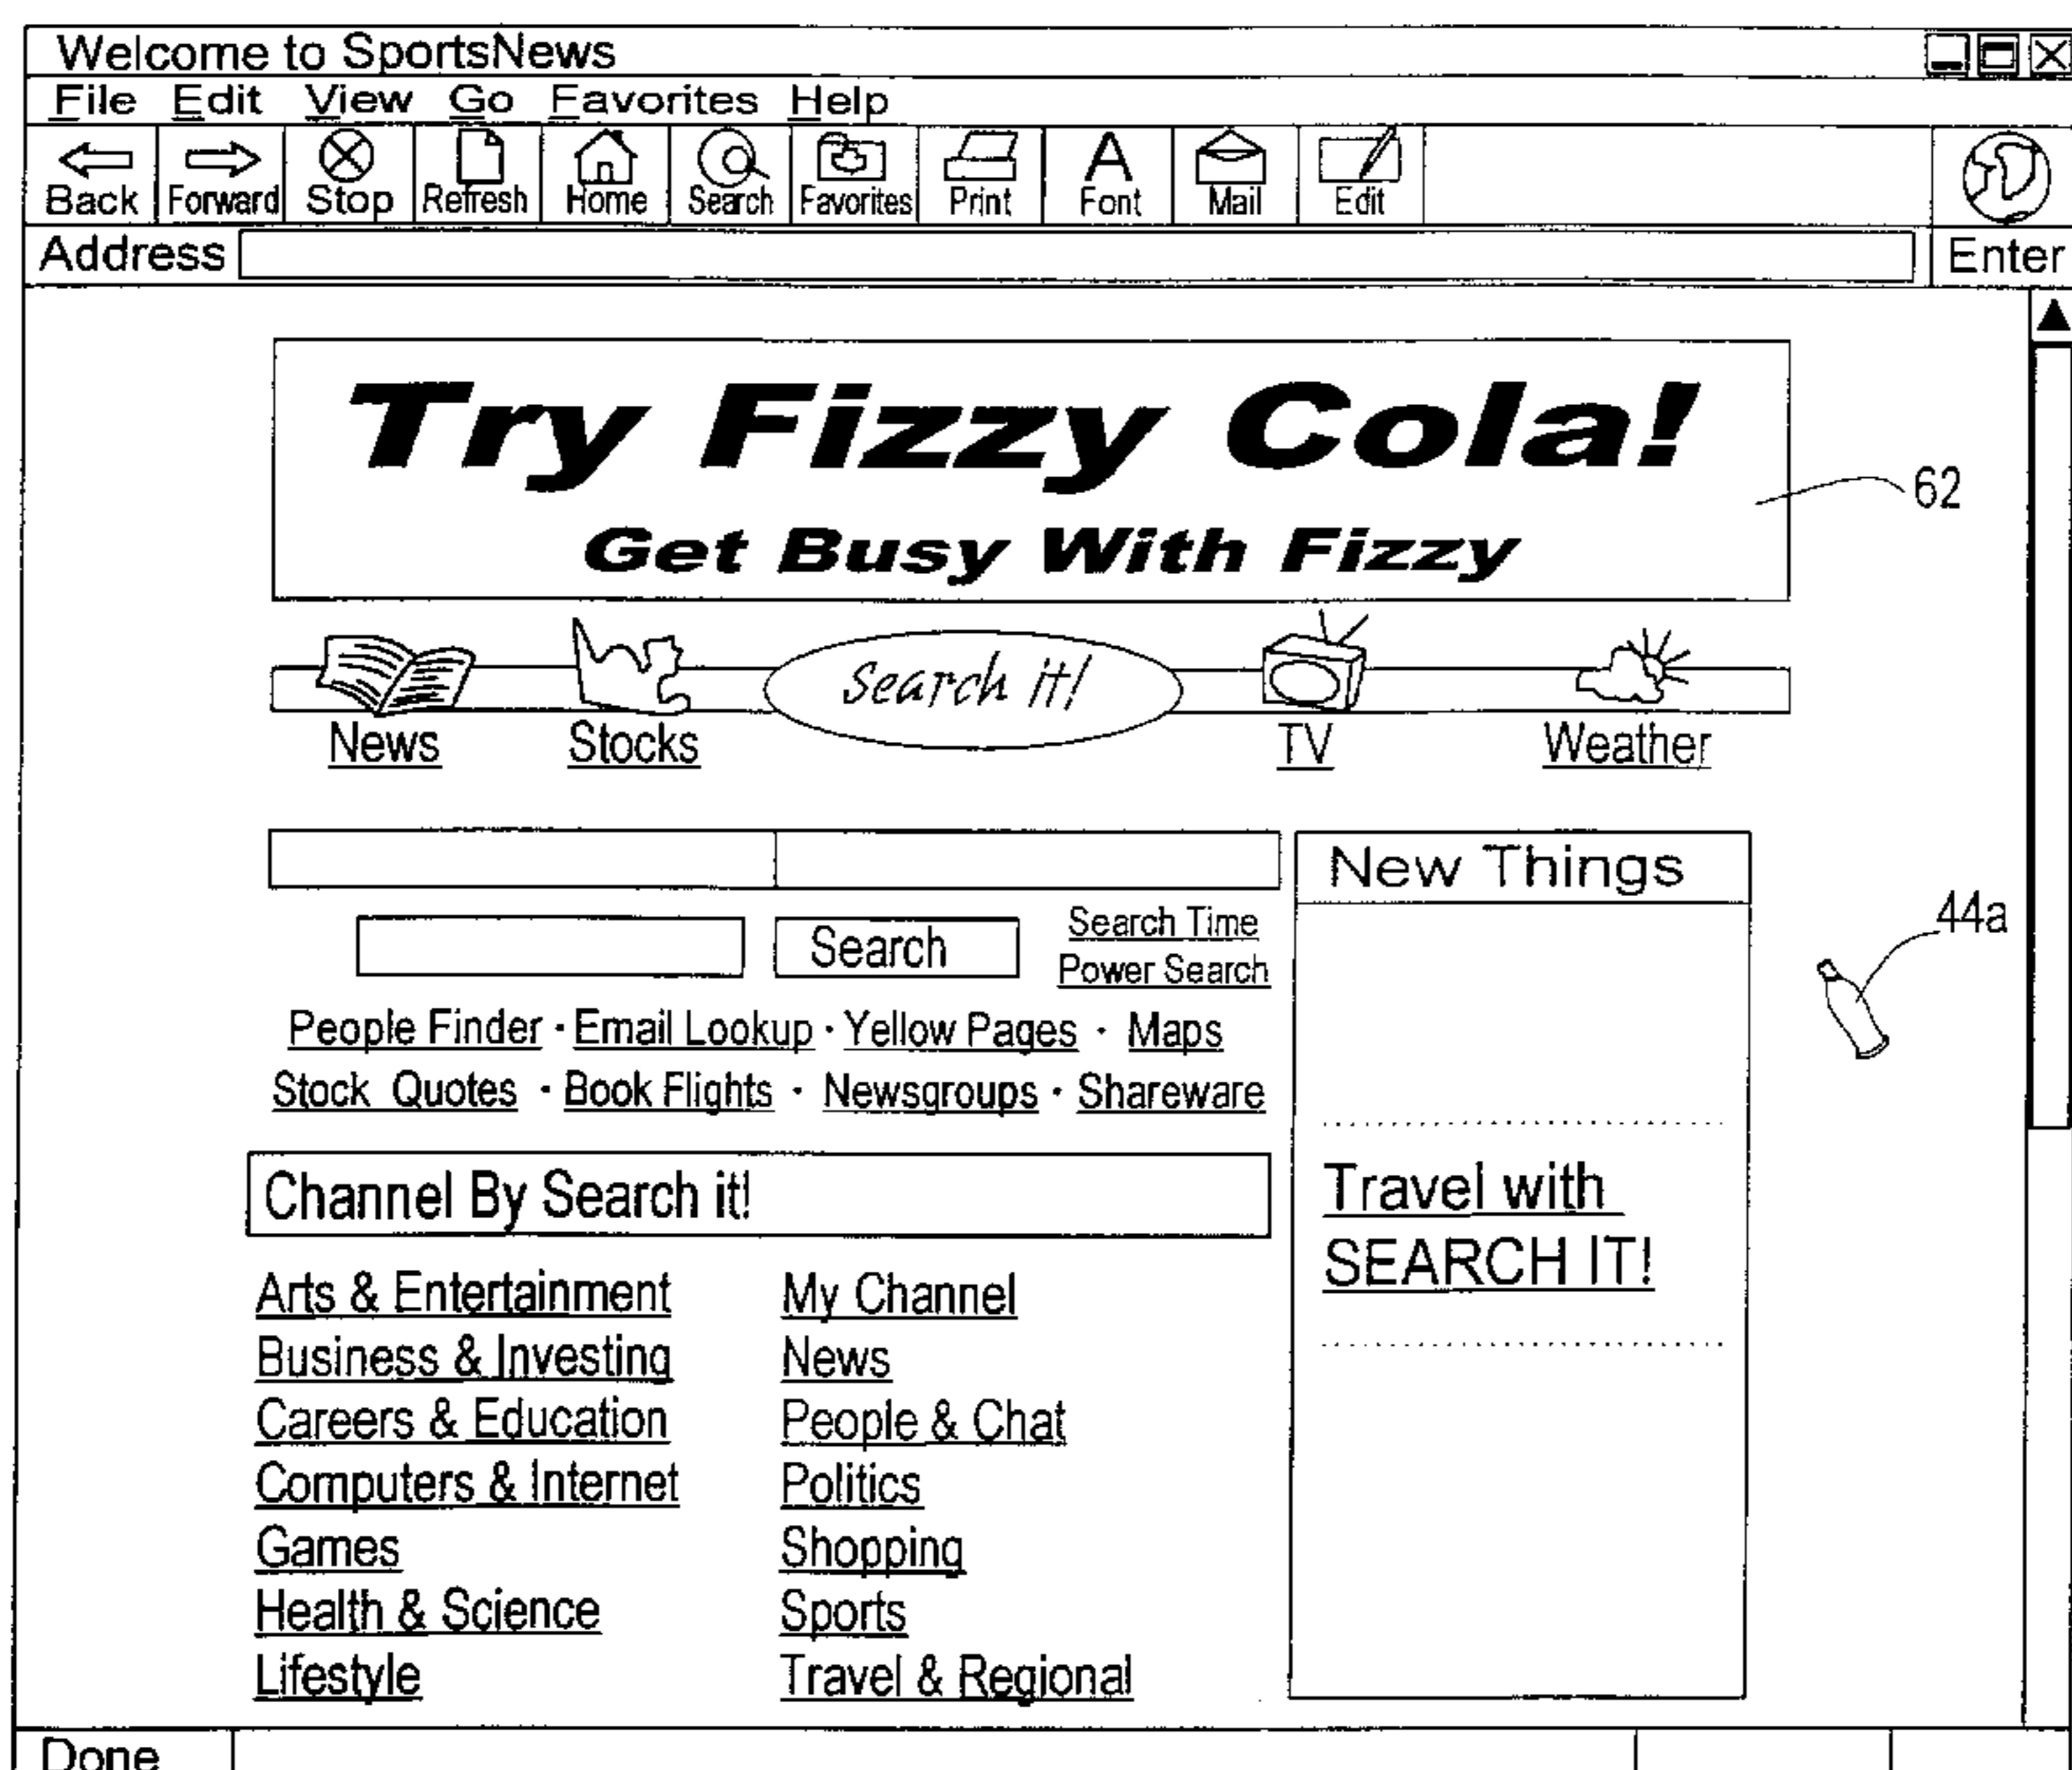 Welcome to SportsNews
File Edit View Go Favorites Help
Back Forward Stop Refresh Home Search Favorites Print A Font Mail Edit
Address Enter
Try Fizzy Cola!
62
Get Busy With Fizzy
Search it!
News Stocks TV Weather
New Things
44a
Search Search Time
Power Search
People Finder · Email Lookup · Yellow Pages · Maps
Stock Quotes · Book Flights · Newsgroups · Shareware
Channel By Search it!
Travel with
SEARCH IT!
Arts & Entertainment My Channel
Business & Investing News
Careers & Education People & Chat
Computers & Internet Politics
Games Shopping
Health & Science Sports
Lifestyle Travel & Regional
Done